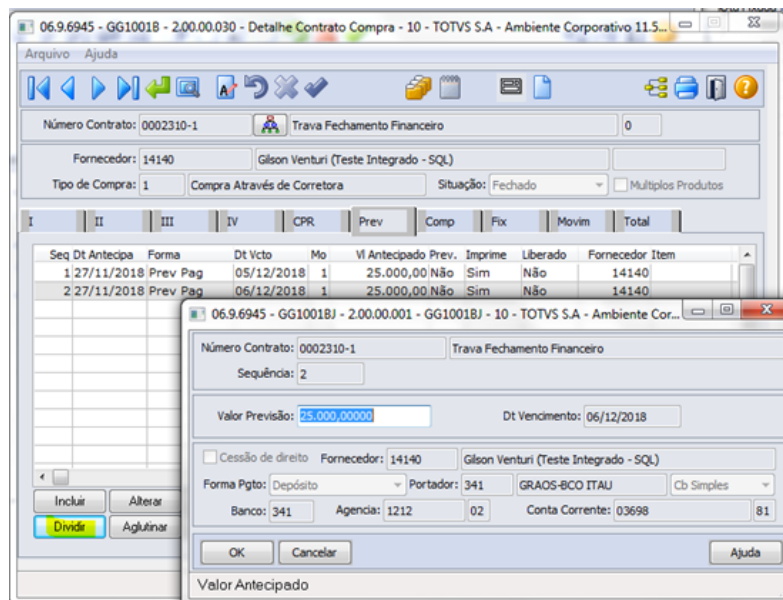 06.9.6945 - GG1001B - 2.00.00.030 - Detalhe Contrato Compra - 10 - TOTVS S.A - Ambiente Corporativo 11.5...
Arquivo Ajuda
Número Contrato: 0002310-1 Trava Fechamento Financeiro 0
Fornecedor: 14140 Gilson Venturi (Teste Integrado - SQL)
Tipo de Compra: 1 Compra Através de Corretora Situação: Fechado Multiplos Produtos
I II III IV CPR Prev Comp Fix Movim Total
Seq Dt Antecipa Forma Dt Vcto Mo Vl Antecipado Prev. Imprime Liberado Fornecedor Item
1 27/11/2018 Prev Pag 05/12/2018 1 25.000,00 Não Sim Não 14140
2 27/11/2018 Prev Pag 06/12/2018 1 25.000,00 Não Sim Não 14140
06.9.6945 - GG1001BJ - 2.00.00.001 - GG1001BJ - 10 - TOTVS S.A - Ambiente Cor...
Número Contrato: 0002310-1 Trava Fechamento Financeiro
Sequência: 2
Valor Previsão: 25.000,00000 Dt Vencimento: 06/12/2018
Cessão de direito Fornecedor: 14140 Gilson Venturi (Teste Integrado - SQL)
Forma Pgto: Depósito Portador: 341 GRAOS-BCO ITAU Cb Simples
Banco: 341 Agencia: 1212 02 Conta Corrente: 03698 81
Incluir Alterar
Dividir Aglutinar
OK Cancelar Ajuda
Valor Antecipado